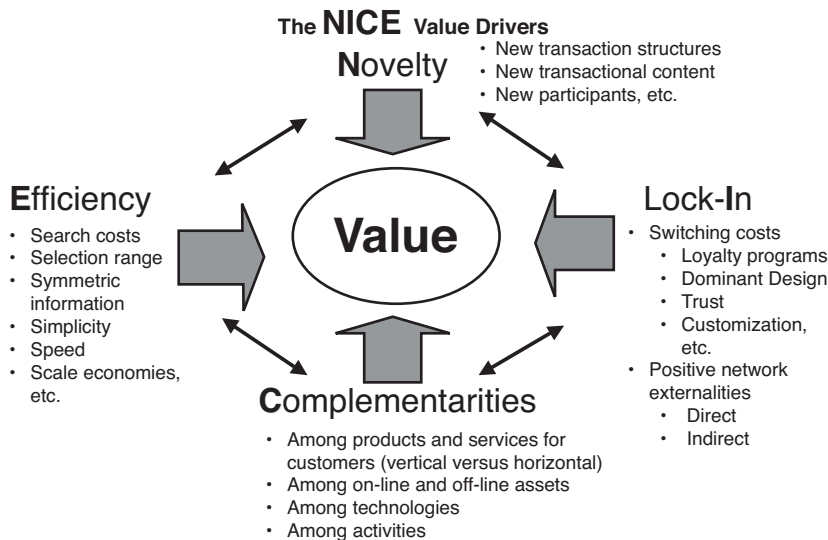 The NICE Value Drivers
Novelty
• New transaction structures
• New transactional content
• New participants, etc.
Efficiency
• Search costs
• Selection range
• Symmetric
information
• Simplicity
• Speed
• Scale economies,
etc.
Value
Lock-In
• Switching costs
• Loyalty programs
• Dominant Design
• Trust
• Customization,
etc.
• Positive network
externalities
• Direct
• Indirect
Complementarities
• Among products and services for
customers (vertical versus horizontal)
• Among on-line and off-line assets
• Among technologies
• Among activities